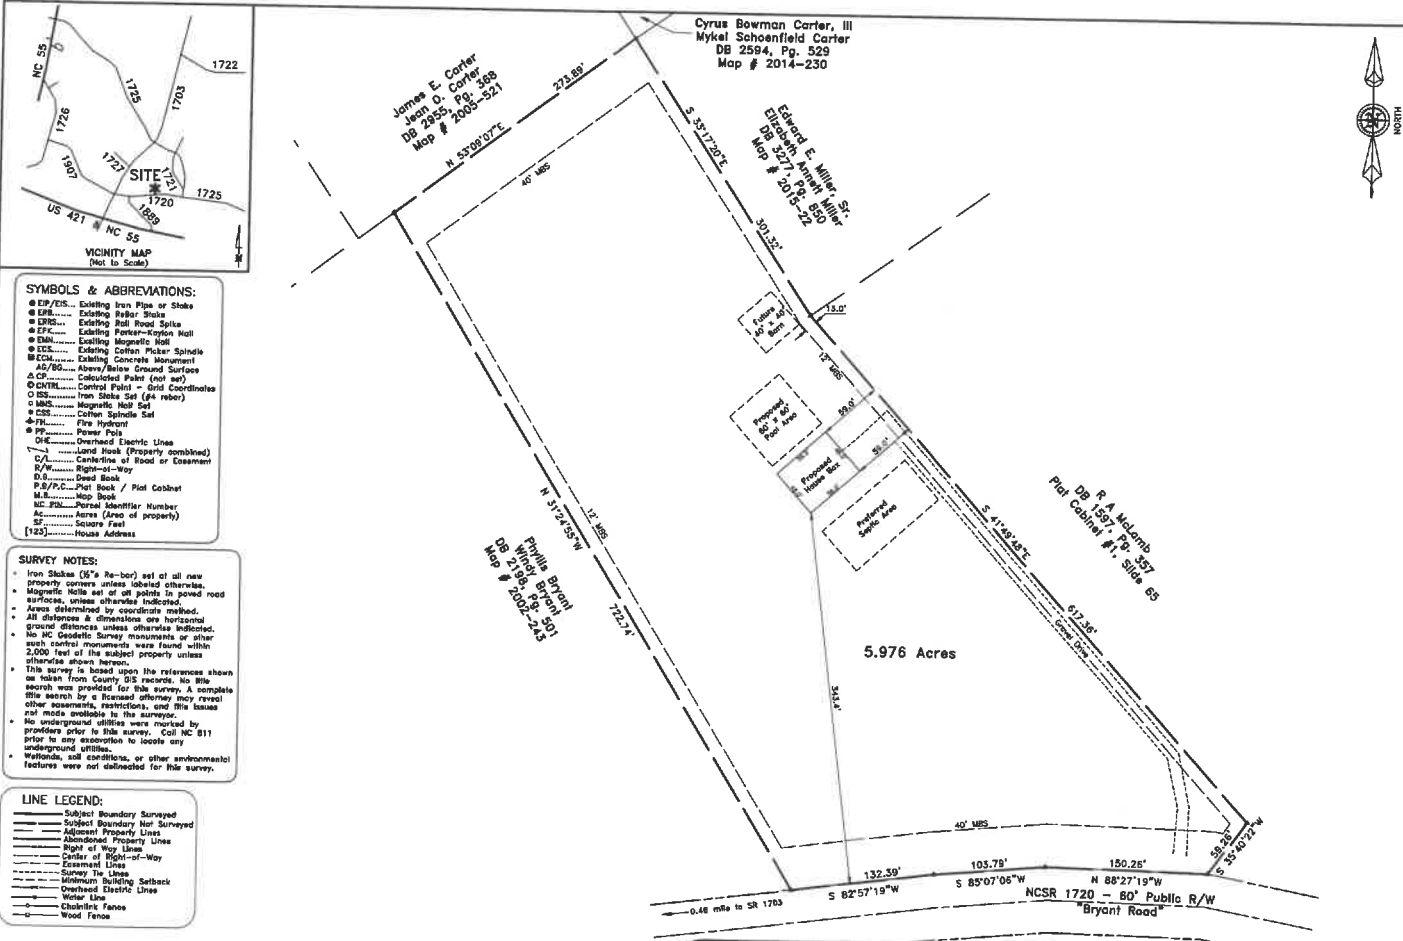 NC 55
1722
1725
1703
1726
1727
1907
SITE
1721
1720
1725
1889
US 421
NC 55
VICINITY MAP
(Not to Scale)
SYMBOLS & ABBREVIATIONS:
EIP/EIS... Existing Iron Pipe or Stake
ERB....... Existing ReBar Stake
ERRS... Existing Rail Road Spike
EPK..... Existing Parker-Kaylon Nail
EMN........ Existing Magnetic Nail
ECS...... Existing Cotton Picker Spindle
ECM........ Existing Concrete Monument
AG/BG..... Above/Below Ground Surface
CP.......... Calculated Point (not set)
CNTRL...... Control Point - Grid Coordinates
ISS.......... Iron Stake Set (#4 rebar)
MNS........ Magnetic Nail Set
CSS......... Cotton Spindle Set
FH....... Fire Hydrant
PP.......... Power Pole
OHE......... Overhead Electric Lines
...... Land Hook (Property combined)
C/L......... Centerline of Road or Easement
R/W........ Right-of-Way
D.B......... Deed Book
P.B/P.C... Plat Book / Plat Cabinet
M.B......... Map Book
NC PIN.... Parcel Identifier Number
Ac........... Acres (Area of property)
SF........... Square Feet
[123]....... House Address
SURVEY NOTES:
Iron Stakes (½"ø Re-bar) set at all new
property corners unless labeled otherwise.
Magnetic Nails set at all points in paved road
surfaces, unless otherwise indicated.
Areas determined by coordinate method.
All distances & dimensions are horizontal
ground distances unless otherwise indicated.
No NC Geodetic Survey monuments or other
such control monuments were found within
2,000 feet of the subject property unless
otherwise shown hereon.
This survey is based upon the references shown
as taken from County GIS records. No title
search was provided for this survey. A complete
title search by a licensed attorney may reveal
other easements, restrictions, and title issues
not made available to the surveyor.
No underground utilities were marked by
providers prior to this survey. Call NC 811
prior to any excavation to locate any
underground utilities.
Wetlands, soil conditions, or other environmental
features were not delineated for this survey.
LINE LEGEND:
Subject Boundary Surveyed
Subject Boundary Not Surveyed
Adjacent Property Lines
Abandoned Property Lines
Right of Way Lines
Center of Right-of-Way
Easement Lines
Survey Tie Lines
Minimum Building Setback
Overhead Electric Lines
Water Line
Chainlink Fence
Wood Fence
Cyrus Bowman Carter, III
Mykel Schoenfield Carter
DB 2594, Pg. 529
Map # 2014-230
NORTH
James E. Carter
Jean O. Carter
DB 2955, Pg. 368
Map # 2005-521
273.89'
N 53°09'07"E
40' MBS
S 33°17'20"E
301.32'
Edward E. Miller, Sr.
Elizabeth Annett Miller
DB 3277, Pg. 850
Map # 2015-22
15.0'
Future
40' x 40'
Barn
12' MBS
Proposed
60' x 60'
Pool Area
59.0'
59.0'
Proposed
House Box
Preferred
Septic Area
N 31°24'55"W
12' MBS
722.74'
Phyllis Bryant
Windy Bryant
DB 2198, Pg. 501
Map # 2002-243
S 41°49'48"E
617.36'
Gravel Drive
R A McLamb
DB 1597, Pg. 357
Plat Cabinet #1, Slide 65
5.976 Acres
343.4'
40' MBS
59.26'
S 35°40'22"W
132.39'
S 82°57'19"W
103.79'
S 85°07'06"W
150.26'
N 88°27'19"W
0.46 mile to SR 1703
NCSR 1720 - 60' Public R/W
"Bryant Road"